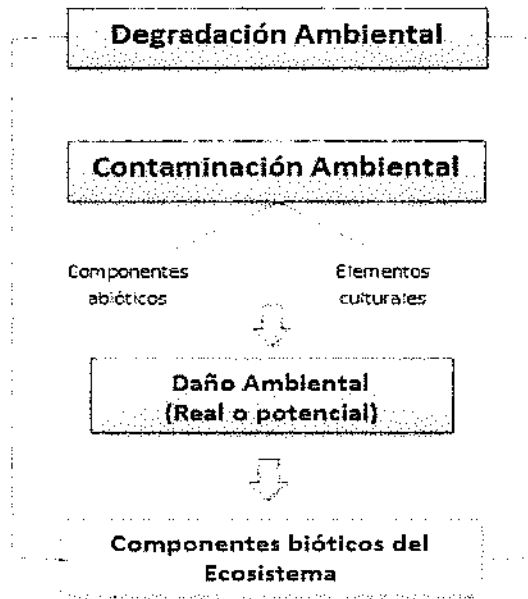 Degradación Ambiental
Contaminación Ambiental
Componentes
abióticos
Elementos
culturales
Daño Ambiental
(Real o potencial)
Componentes bióticos del
Ecosistema